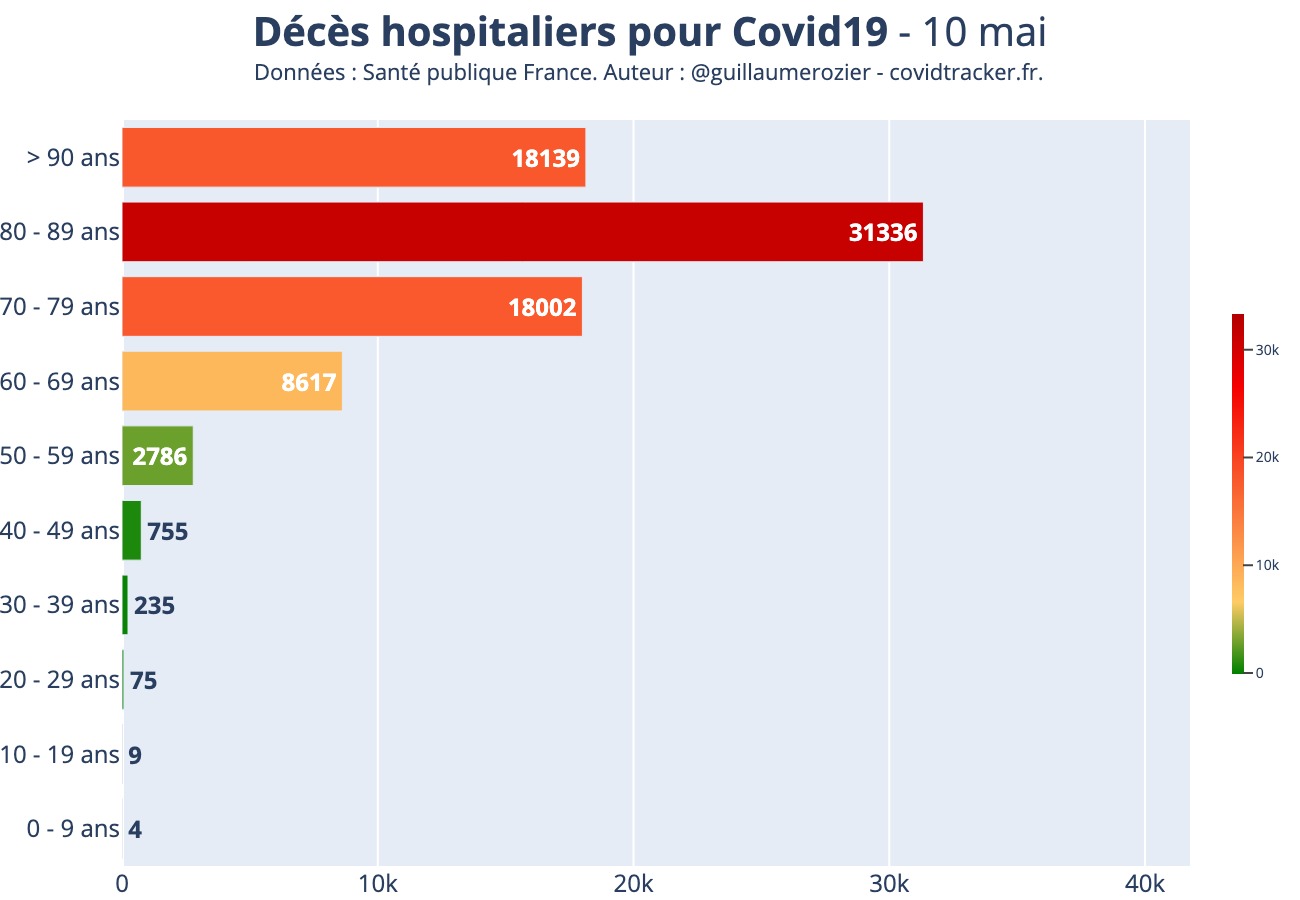 Décès hospitaliers pour Covid19 - 10 mai
Données : Santé publique France. Auteur : @guillaumerozier - covidtracker.fr.
> 90 ans 18139
80 - 89 ans 31336
70 - 79 ans 18002
60 - 69 ans 8617
50 - 59 ans 2786
40 - 49 ans 755
30 - 39 ans 235
20 - 29 ans 75
10 - 19 ans 9
0 - 9 ans 4
0 10k 20k 30k 40k
30k
20k
10k
0